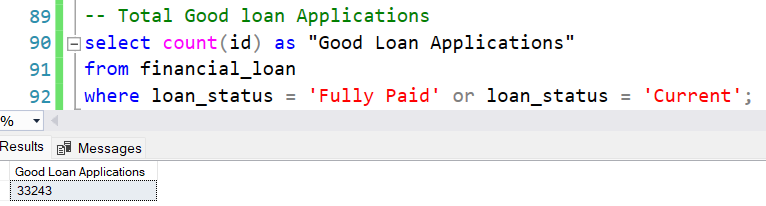 89 -- Total Good loan Applications
90 select count(id) as "Good Loan Applications"
91 from financial_loan
92 where loan_status = 'Fully Paid' or loan_status = 'Current';
%
Results Messages
Good Loan Applications
33243